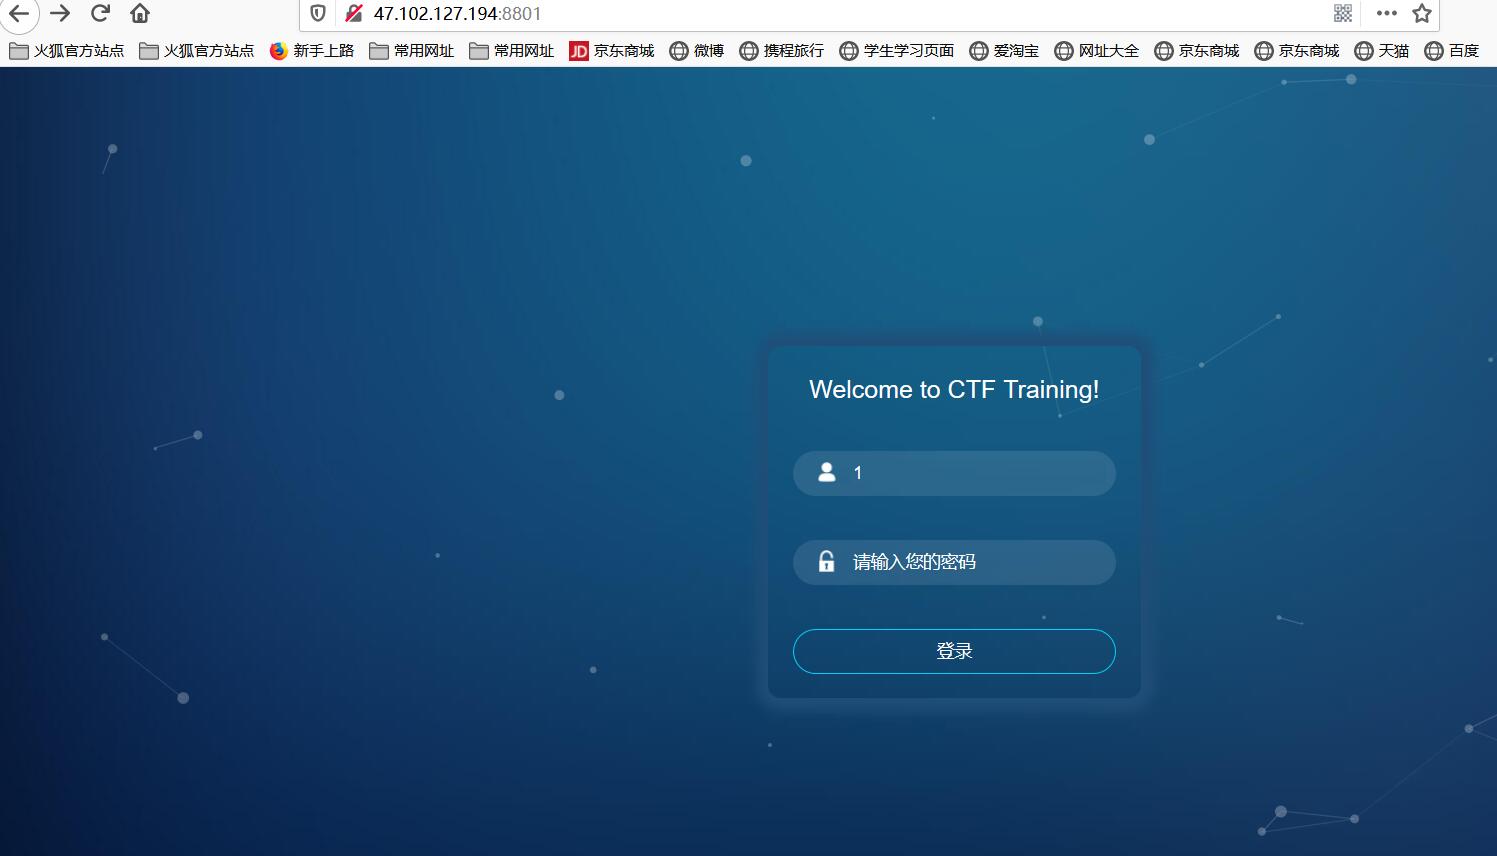 47.102.127.194:8801
火狐官方站点 火狐官方站点 新手上路 常用网址 常用网址 JD 京东商城 微博 携程旅行 学生学习页面 爱淘宝 网址大全 京东商城 京东商城 天猫 百度
Welcome to CTF Training!
1
请输入您的密码
登录